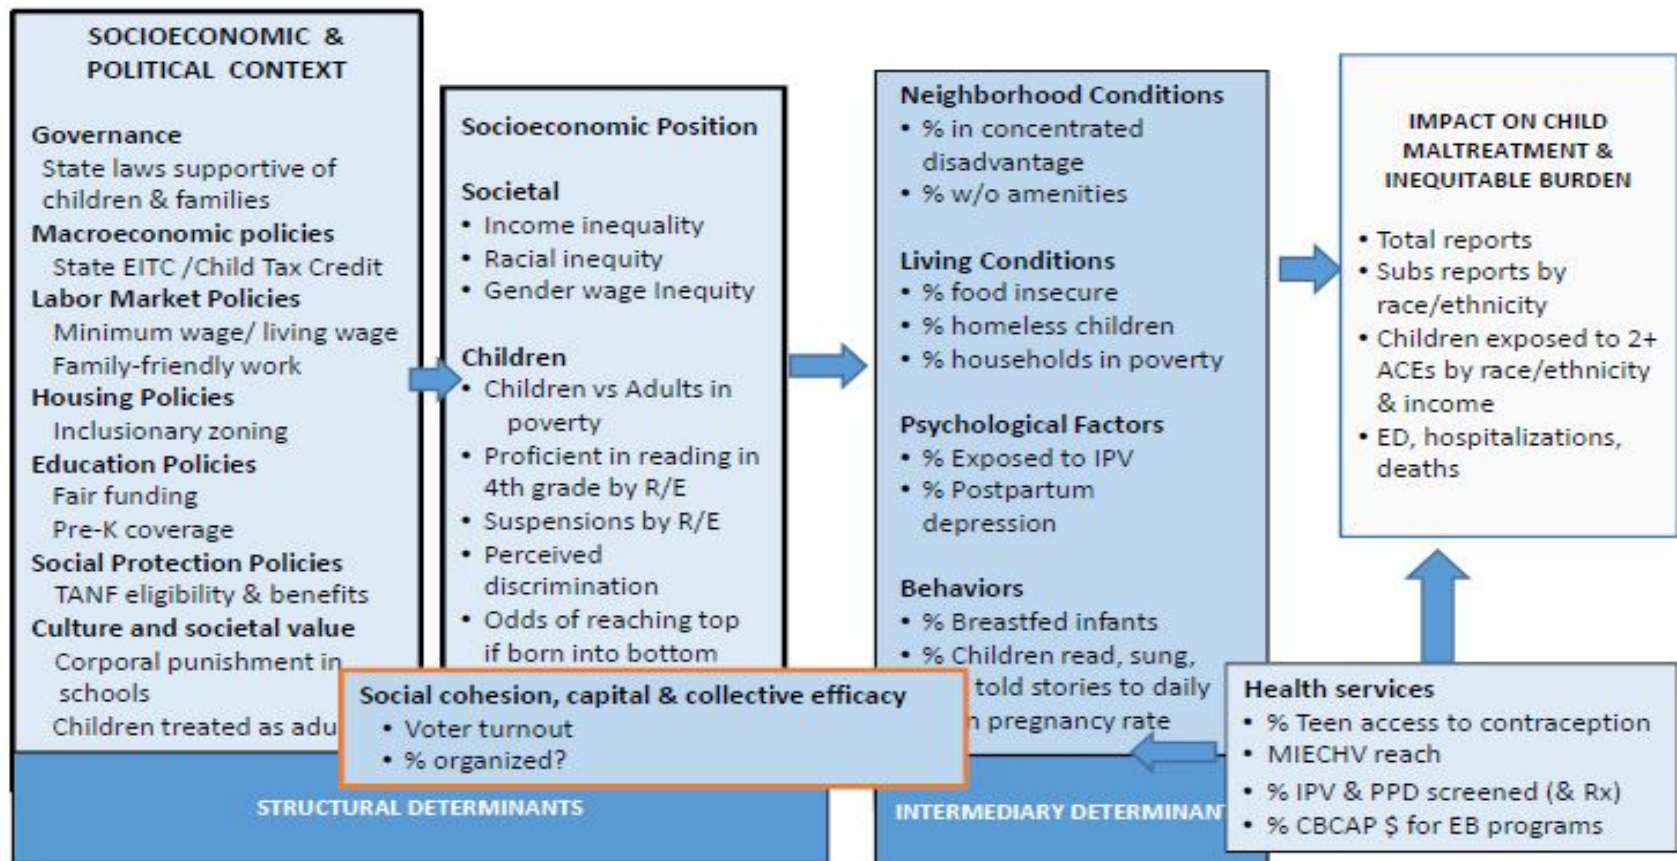 SOCIOECONOMIC &
POLITICAL CONTEXT
Governance
State laws supportive of
children & families
Macroeconomic policies
State EITC /Child Tax Credit
Labor Market Policies
Minimum wage/ living wage
Family-friendly work
Housing Policies
Inclusionary zoning
Education Policies
Fair funding
Pre-K coverage
Social Protection Policies
TANF eligibility & benefits
Culture and societal value
Corporal punishment in
schools
Children treated as adu
Socioeconomic Position
Societal
• Income inequality
• Racial inequity
• Gender wage Inequity
Children
• Children vs Adults in
poverty
• Proficient in reading in
4th grade by R/E
• Suspensions by R/E
• Perceived
discrimination
• Odds of reaching top
if born into bottom
Social cohesion, capital & collective efficacy
• Voter turnout
• % organized?
STRUCTURAL DETERMINANTS
Neighborhood Conditions
• % in concentrated
disadvantage
• % w/o amenities
Living Conditions
• % food insecure
• % homeless children
• % households in poverty
Psychological Factors
• % Exposed to IPV
• % Postpartum
depression
Behaviors
• % Breastfed infants
• % Children read, sung,
told stories to daily
n pregnancy rate
INTERMEDIARY DETERMINANT
IMPACT ON CHILD
MALTREATMENT &
INEQUITABLE BURDEN
• Total reports
• Subs reports by
race/ethnicity
• Children exposed to 2+
ACEs by race/ethnicity
& income
• ED, hospitalizations,
deaths
Health services
• % Teen access to contraception
• MIECHV reach
• % IPV & PPD screened (& Rx)
• % CBCAP $ for EB programs